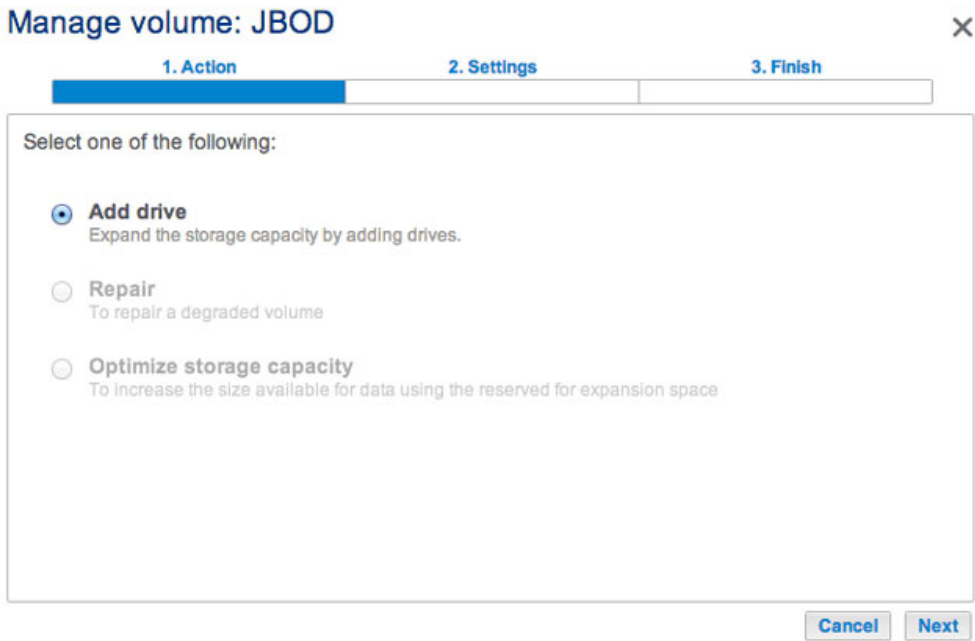 Manage volume: JBOD
1. Action
2. Settings
3. Finish
Select one of the following:
Add drive
Expand the storage capacity by adding drives.
Repair
To repair a degraded volume
Optimize storage capacity
To increase the size available for data using the reserved for expansion space
Cancel
Next